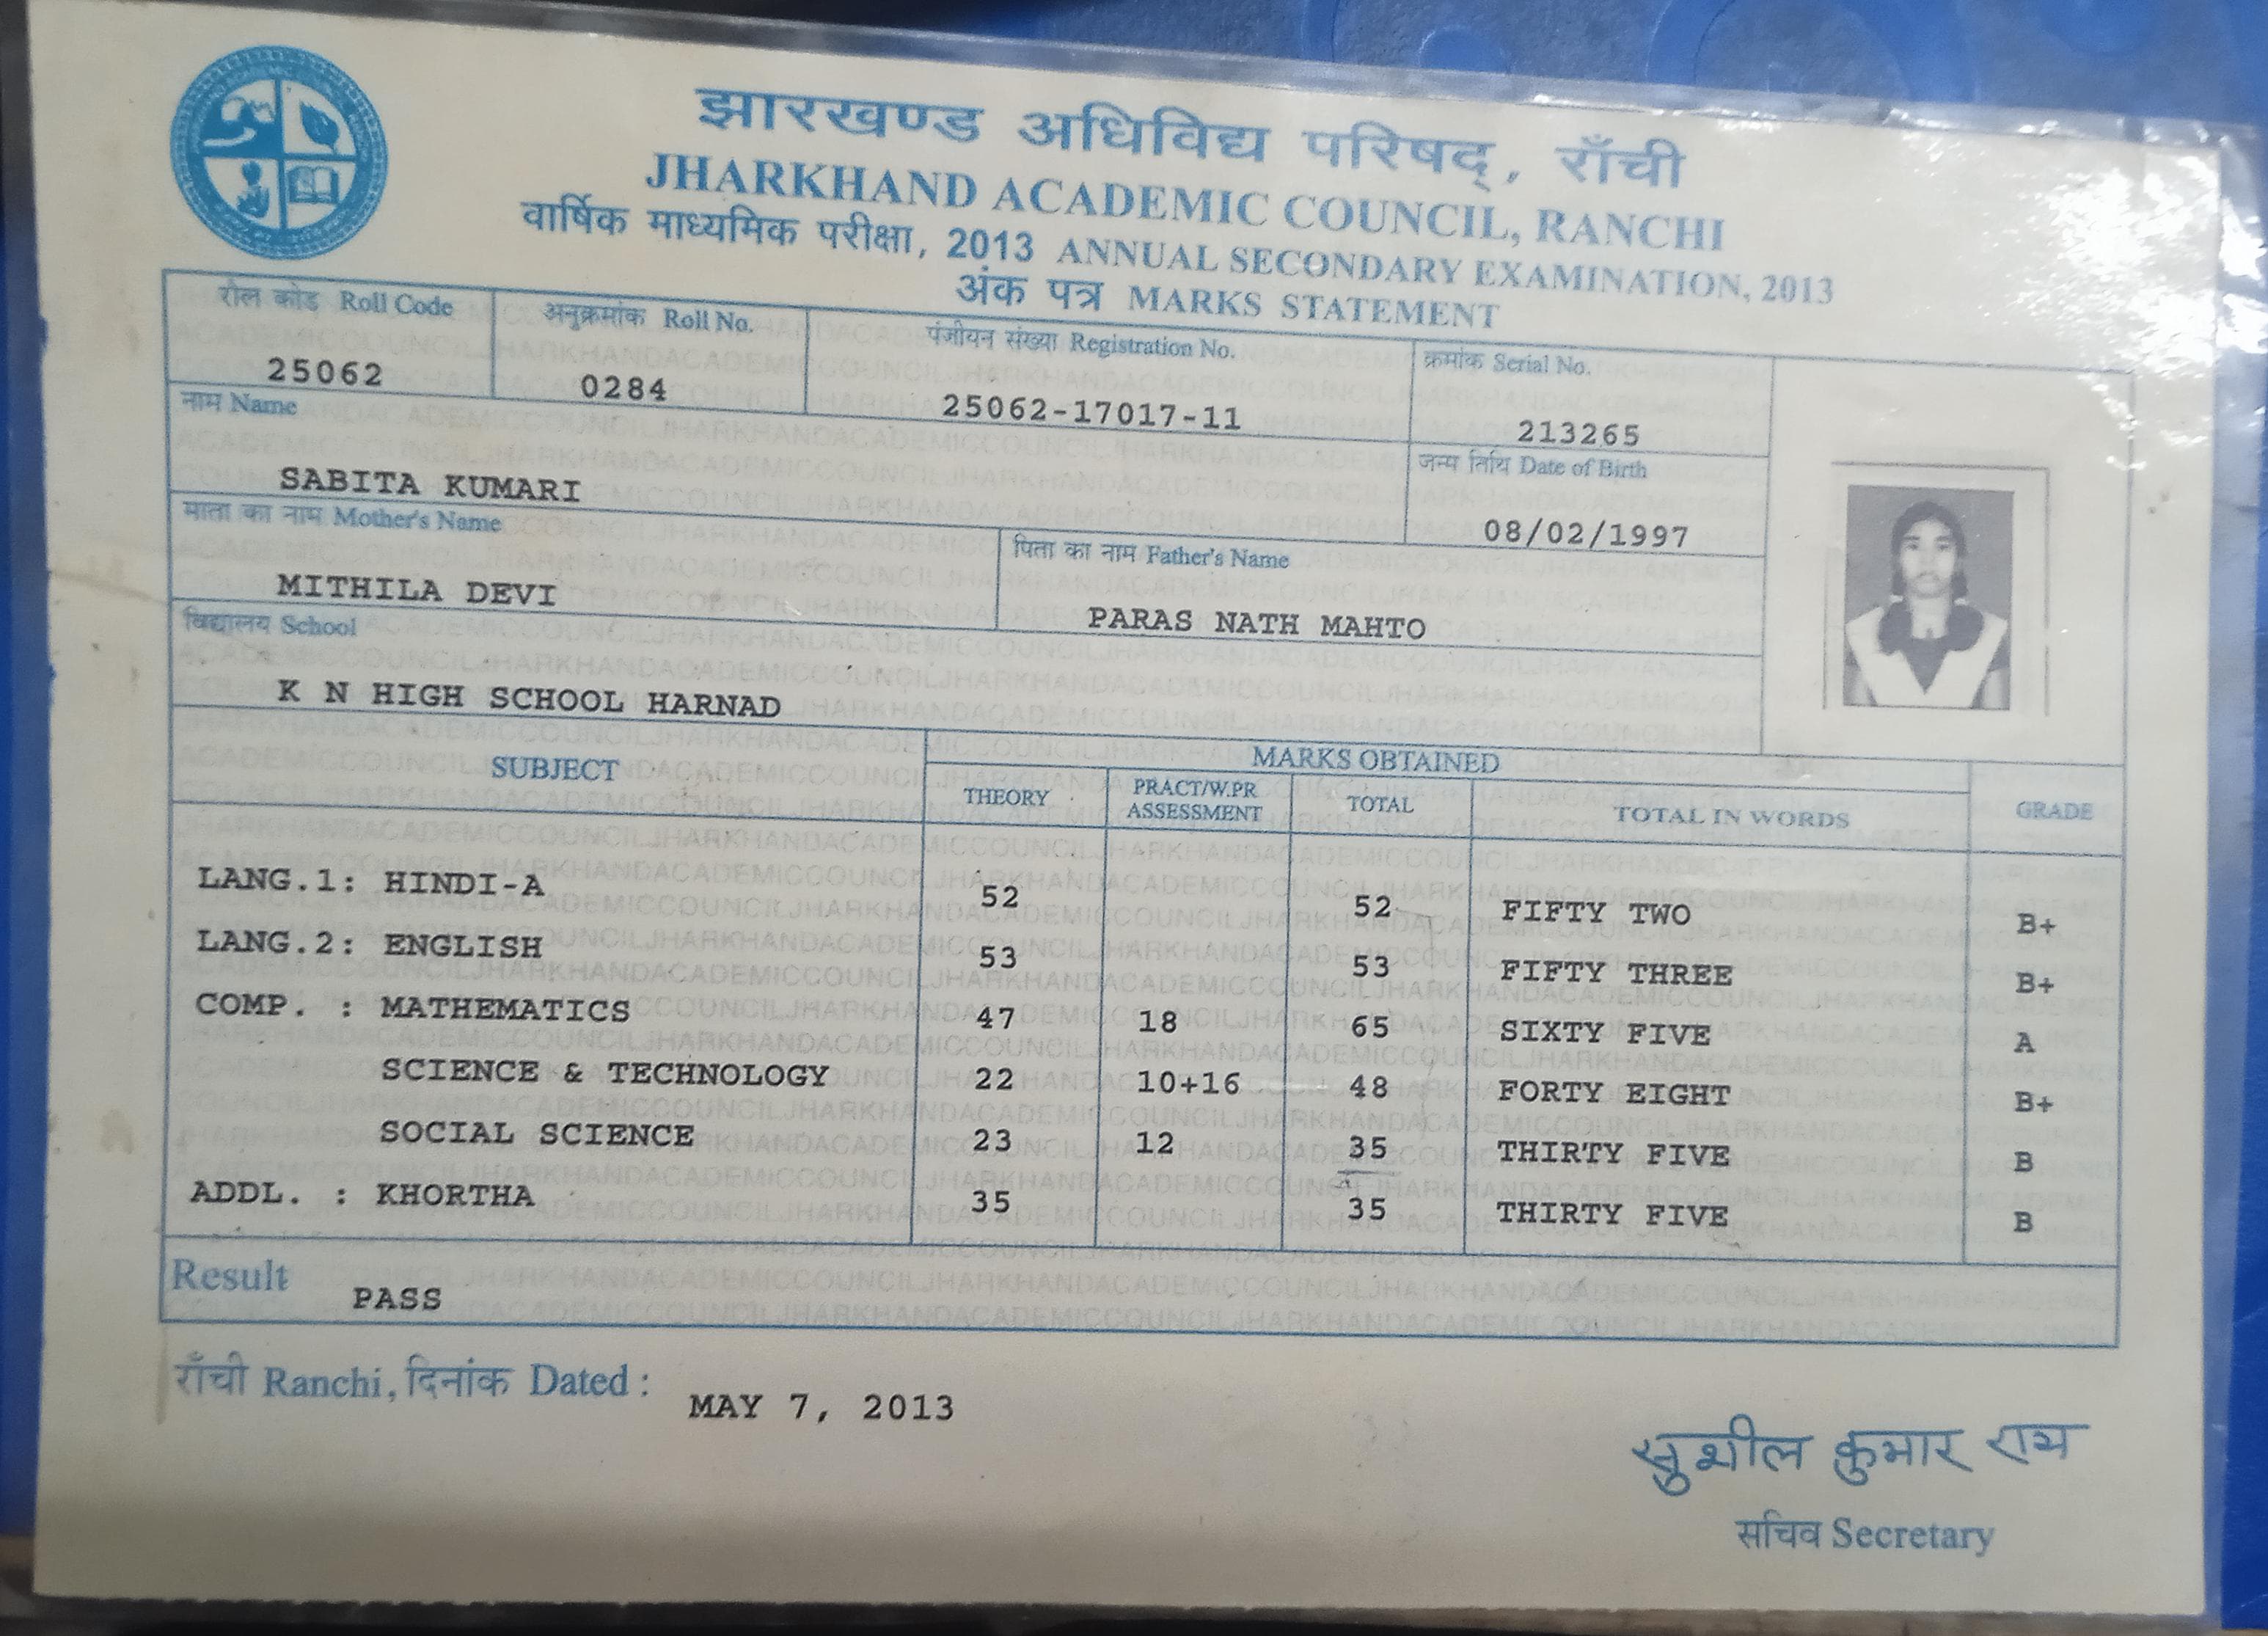 झारखण्ड अधिविद्य परिषद्, राँची
JHARKHAND ACADEMIC COUNCIL, RANCHI
वार्षिक माध्यमिक परीक्षा, 2013 ANNUAL SECONDARY EXAMINATION, 2013
अंक पत्र MARKS STATEMENT
रोल कोड Roll Code अनुक्रमांक Roll No. पंजीयन संख्या Registration No. क्रमांक Serial No.
25062 0284 25062-17017-11 213265
नाम Name जन्म तिथि Date of Birth
SABITA KUMARI 08/02/1997
माता का नाम Mother's Name पिता का नाम Father's Name
MITHILA DEVI PARAS NATH MAHTO
विद्यालय School
K N HIGH SCHOOL HARNAD
SUBJECT MARKS OBTAINED GRADE
THEORY PRACT/W.PR ASSESSMENT TOTAL TOTAL IN WORDS
LANG.1: HINDI-A 52 52 FIFTY TWO B+
LANG.2: ENGLISH 53 53 FIFTY THREE B+
COMP. : MATHEMATICS 47 18 65 SIXTY FIVE A
SCIENCE & TECHNOLOGY 22 10+16 48 FORTY EIGHT B+
SOCIAL SCIENCE 23 12 35 THIRTY FIVE B
ADDL. : KHORTHA 35 35 THIRTY FIVE B
Result PASS
राँची Ranchi, दिनांक Dated : MAY 7, 2013
सुशील कुमार राय
सचिव Secretary